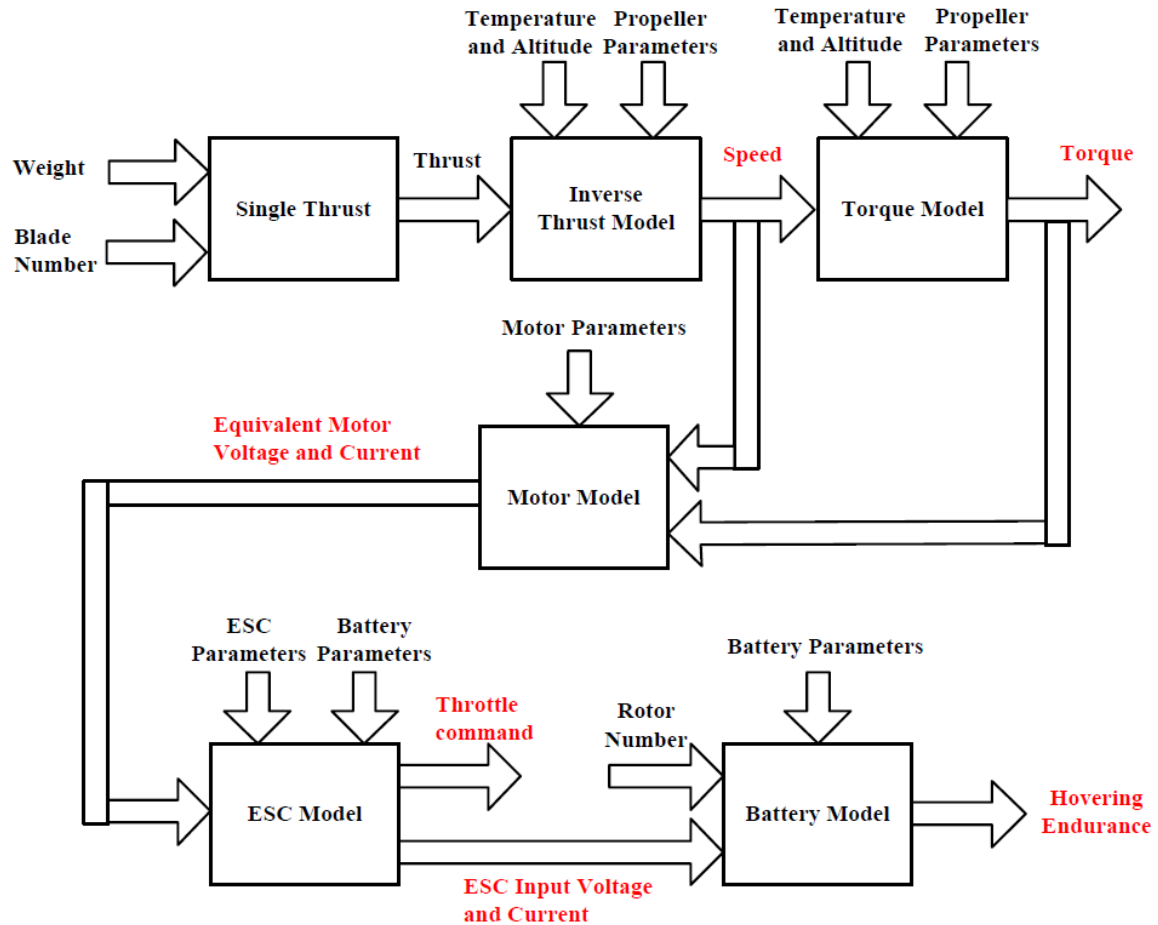 Temperature
and Altitude
Propeller
Parameters
Temperature
and Altitude
Propeller
Parameters
Weight
Blade
Number
Single Thrust
Thrust
Inverse
Thrust Model
Speed
Torque Model
Torque
Motor Parameters
Equivalent Motor
Voltage and Current
Motor Model
ESC
Parameters
Battery
Parameters
Throttle
command
Rotor
Number
Battery Parameters
ESC Model
Battery Model
Hovering
Endurance
ESC Input Voltage
and Current